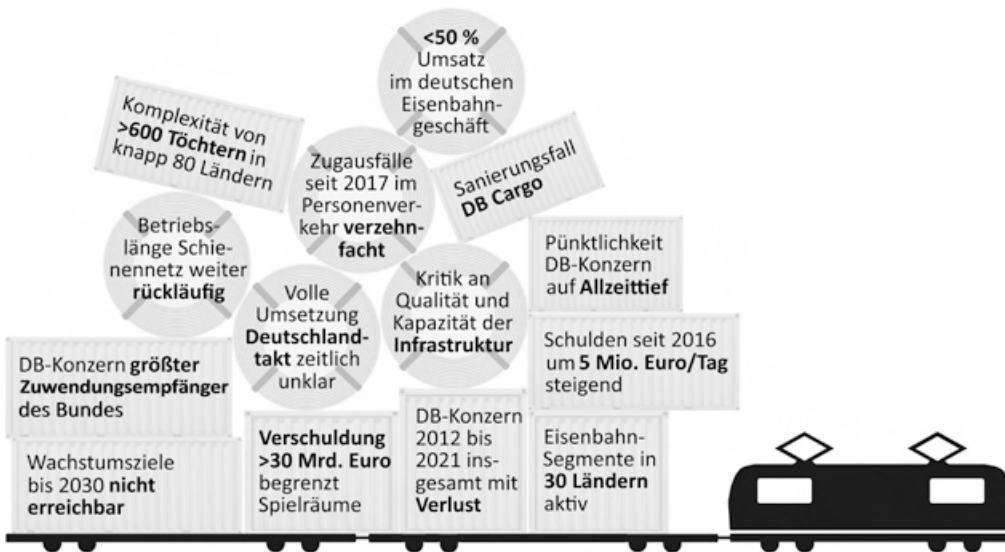 <50 %
Umsatz
im deutschen
Eisenbahn-
geschäft
Komplexität von
>600 Töchtern in
knapp 80 Ländern
Zugausfälle
seit 2017 im
Personenver-
kehr verzehn-
facht
Sanierungsfall
DB Cargo
Betriebs-
länge Schie-
nennetz weiter
rückläufig
Volle
Umsetzung
Deutschland-
takt zeitlich
unklar
Kritik an
Qualität und
Kapazität der
Infrastruktur
Pünktlichkeit
DB-Konzern
auf Allzeittief
DB-Konzern größter
Zuwendungsempfänger
des Bundes
Schulden seit 2016
um 5 Mio. Euro/Tag
steigend
Wachstumsziele
bis 2030 nicht
erreichbar
Verschuldung
>30 Mrd. Euro
begrenzt
Spielräume
DB-Konzern
2012 bis
2021 ins-
gesamt mit
Verlust
Eisenbahn-
Segmente in
30 Ländern
aktiv